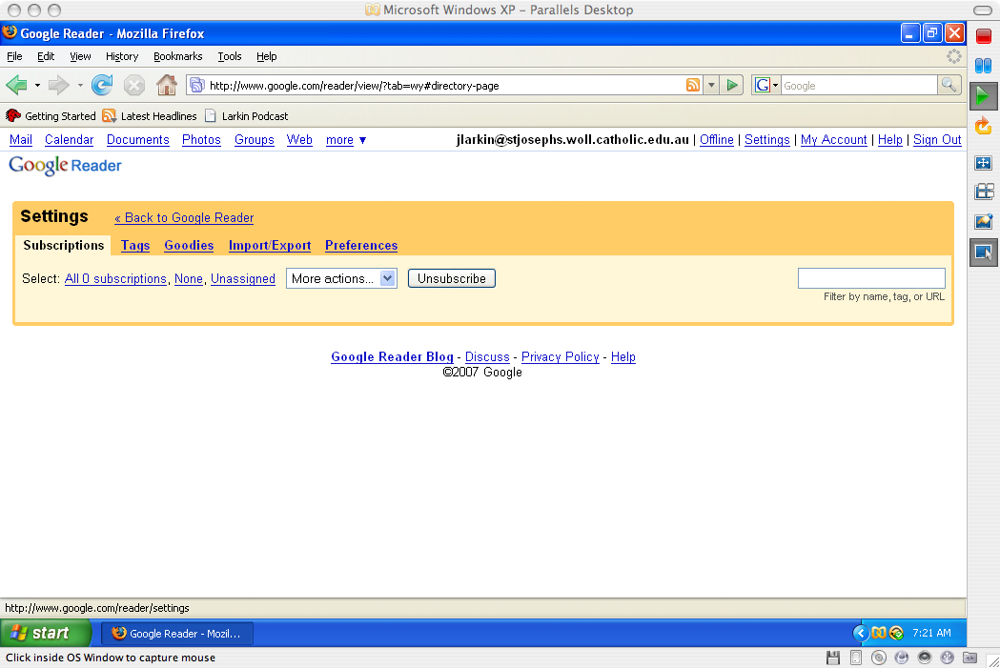 Microsoft Windows XP – Parallels Desktop
Google Reader - Mozilla Firefox
File Edit View History Bookmarks Tools Help
http://www.google.com/reader/view/?tab=wy#directory-page G Google
Getting Started Latest Headlines Larkin Podcast
Mail Calendar Documents Photos Groups Web more ▼ jlarkin@stjosephs.woll.catholic.edu.au | Offline | Settings | My Account | Help | Sign Out
Google Reader
Settings « Back to Google Reader
Subscriptions Tags Goodies Import/Export Preferences
Select: All 0 subscriptions, None, Unassigned More actions... Unsubscribe
Filter by name, tag, or URL
Google Reader Blog - Discuss - Privacy Policy - Help
©2007 Google
http://www.google.com/reader/settings
start Google Reader - Mozil... 7:21 AM
Click inside OS Window to capture mouse